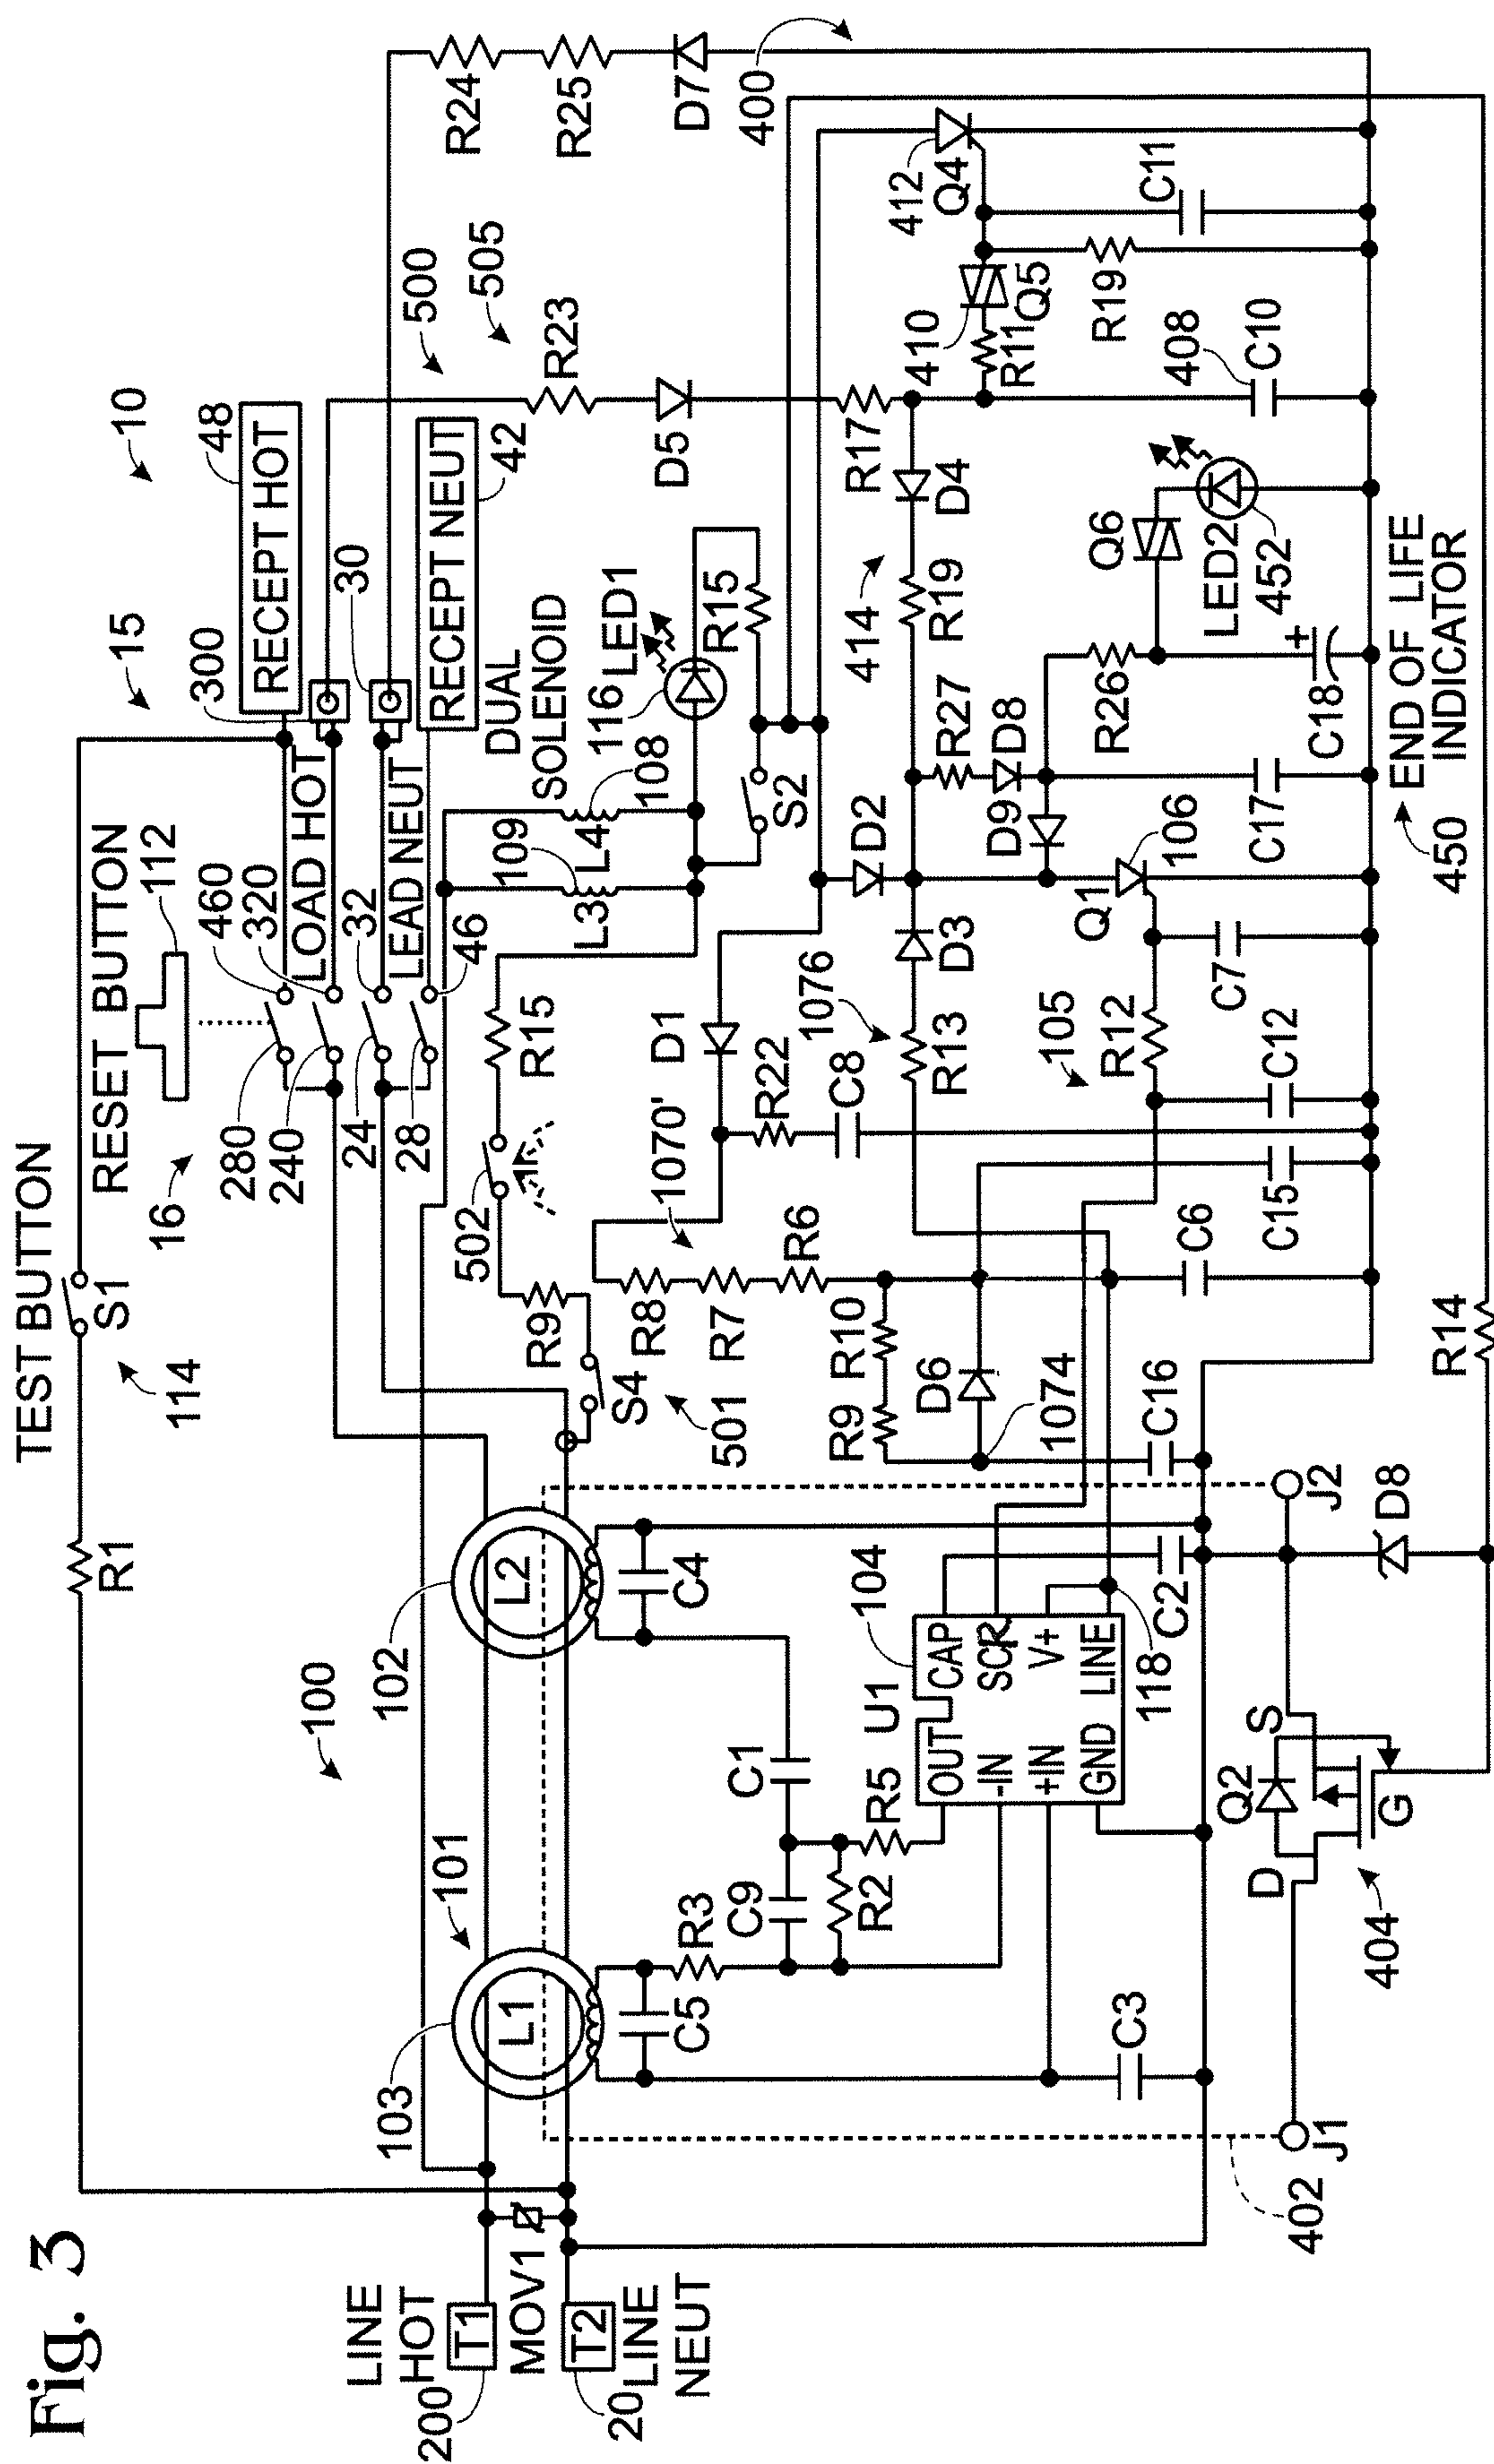 Fig. 3
TEST BUTTON
R1
S1
114
RESET BUTTON
112
16
15
10
300
48
RECEPT HOT
280
460
240
320
LOAD HOT
30
24
32
LEAD NEUT
28
46
RECEPT NEUT
42
500
505
R24
R25
D7
400
R23
D5
100
LINE
HOT
T1
200
MOV1
T2
20
LINE
NEUT
103
L1
101
102
L2
502
R15
109
L3
108
L4
DUAL
SOLENOID
116
LED1
R15
S2
R9
S4
501
1070'
D1
R22
C8
R8
R7
R6
R10
R9
D6
1074
C16
C5
R3
C9
R2
C1
R5
C4
U1
104
OUT
CAP
-IN
SCR
+IN
V+
GND
LINE
118
C2
C3
1076
R13
D3
D2
105
R12
C6
C15
C12
C7
Q1
106
D9
D8
R27
C17
414
R19
D4
R17
R26
C18
+
Q6
LED2
452
410
R11
Q5
408
C10
R19
412
Q4
C11
450
END OF LIFE
INDICATOR
R14
D8
J2
J1
402
D
Q2
S
G
404